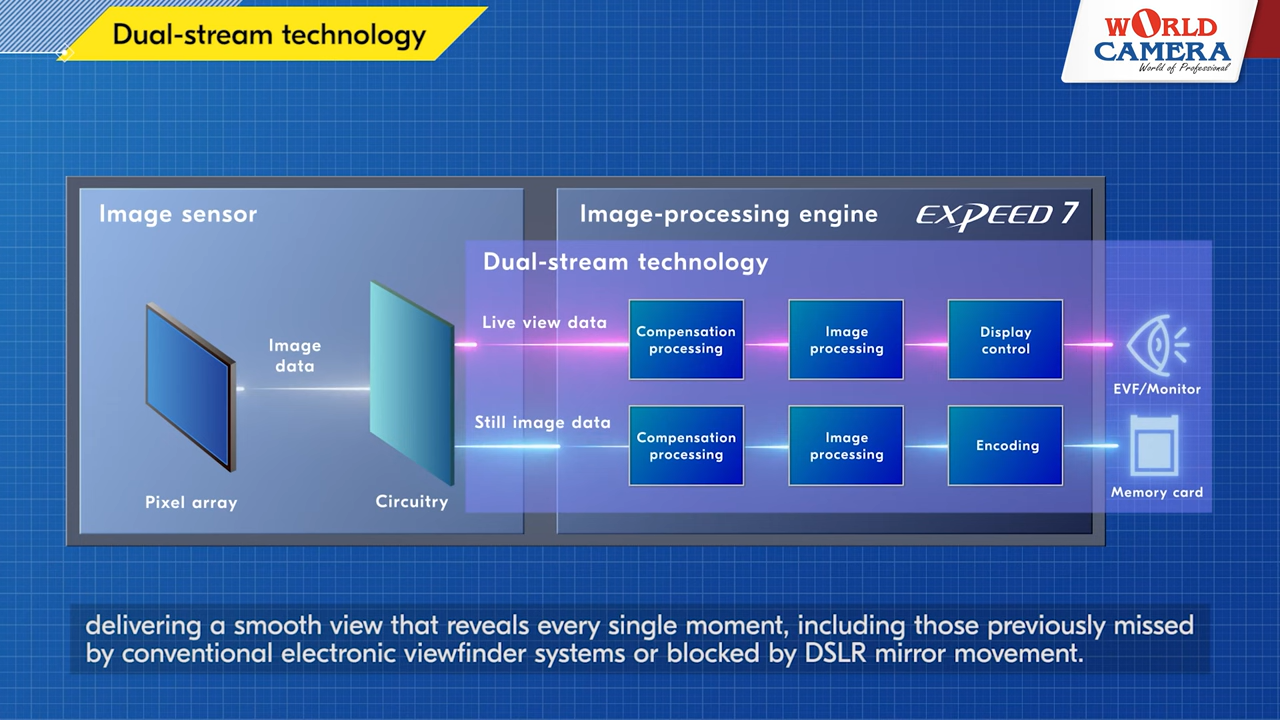 Dual-stream technology
WORLD
CAMERA
World of Professional
Image sensor
Image-processing engine EXPEED 7
Dual-stream technology
Live view data
Compensation
processing
Image
processing
Display
control
Image
data
EVF/Monitor
Still image data
Compensation
processing
Image
processing
Encoding
Pixel array
Circuitry
Memory card
delivering a smooth view that reveals every single moment, including those previously missed
by conventional electronic viewfinder systems or blocked by DSLR mirror movement.